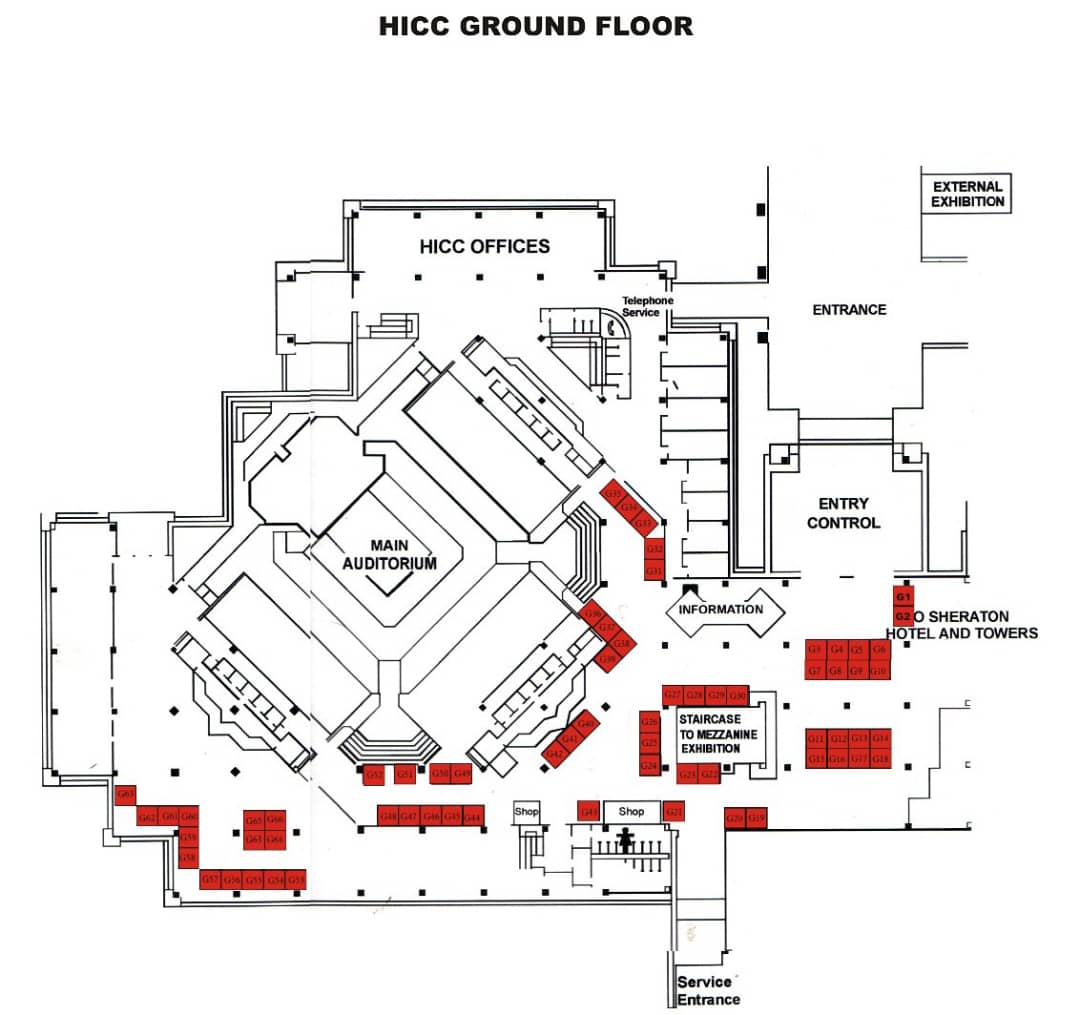 HICC GROUND FLOOR
EXTERNAL
EXHIBITION
HICC OFFICES
Telephone
Service
ENTRANCE
ENTRY
CONTROL
MAIN
AUDITORIUM
G35
G34
G33
G32
G31
INFORMATION
G1
G2 O SHERATON
HOTEL AND TOWERS
G36
G37
G38
G39
G3 G4 G5 G6
G7 G8 G9 G10
G27 G28 G29 G30
G26
G25
G24
STAIRCASE
TO MEZZANINE
EXHIBITION
G23 G22
G40
G41
G42
G11 G12 G13 G14
G15 G16 G17 G18
G52 G51 G50 G49
G63
G62 G61 G60
G59
G58
G65 G66
G63 G64
G48 G47 G46 G45 G44
Shop
G43
Shop
G21
G20 G19
G57 G56 G55 G54 G53
Service
Entrance